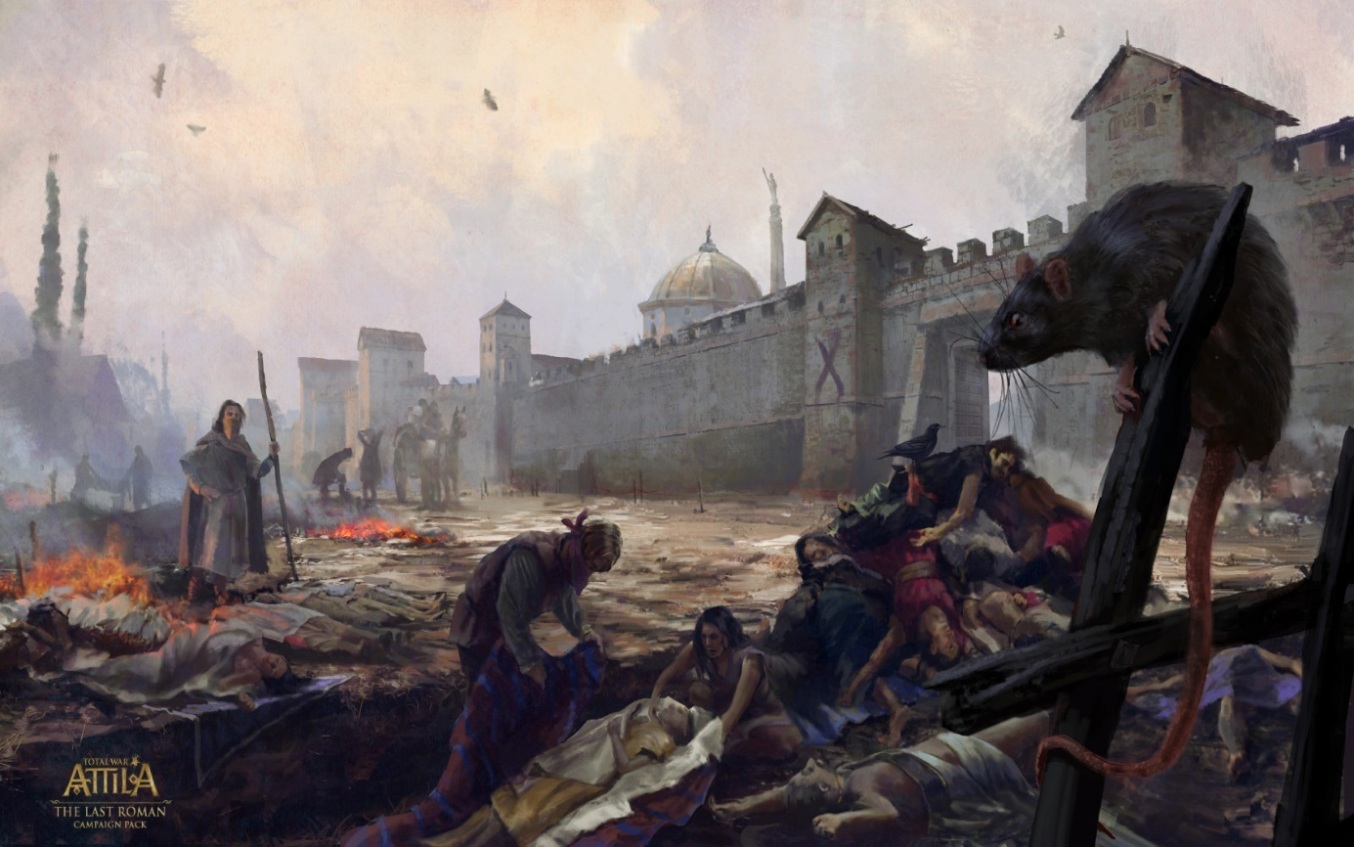 TOTAL WAR
ATTILA
THE LAST ROMAN
CAMPAIGN PACK